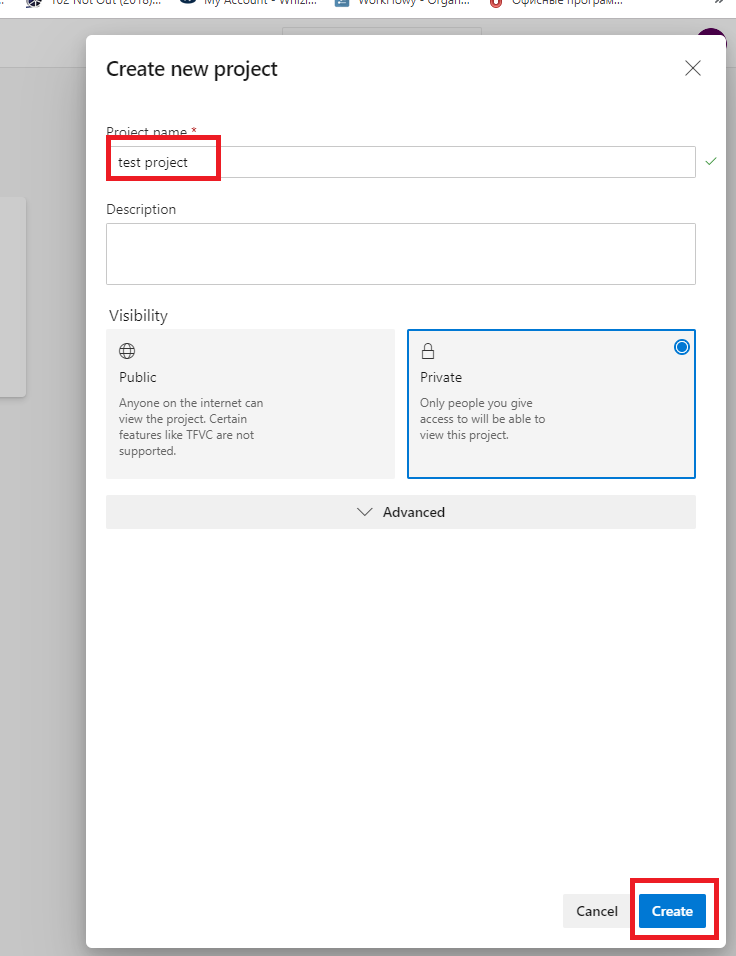 102 Not Out (2018)...
My Account - Whizl...
WorkFlowy - Organ...
Офисные програм...
Create new project
Project name *
test project
Description
Visibility
Public
Anyone on the internet can
view the project. Certain
features like TFVC are not
supported.
Private
Only people you give
access to will be able to
view this project.
Advanced
Cancel
Create